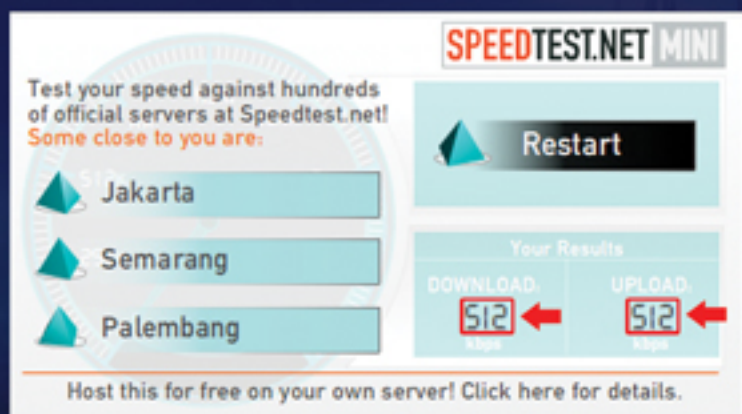 SPEEDTEST.NET MINI
Test your speed against hundreds
of official servers at Speedtest.net!
Some close to you are:
Jakarta
Semarang
Palembang
Restart
Your Results
DOWNLOAD:
512
kbps
UPLOAD:
512
kbps
Host this for free on your own server! Click here for details.